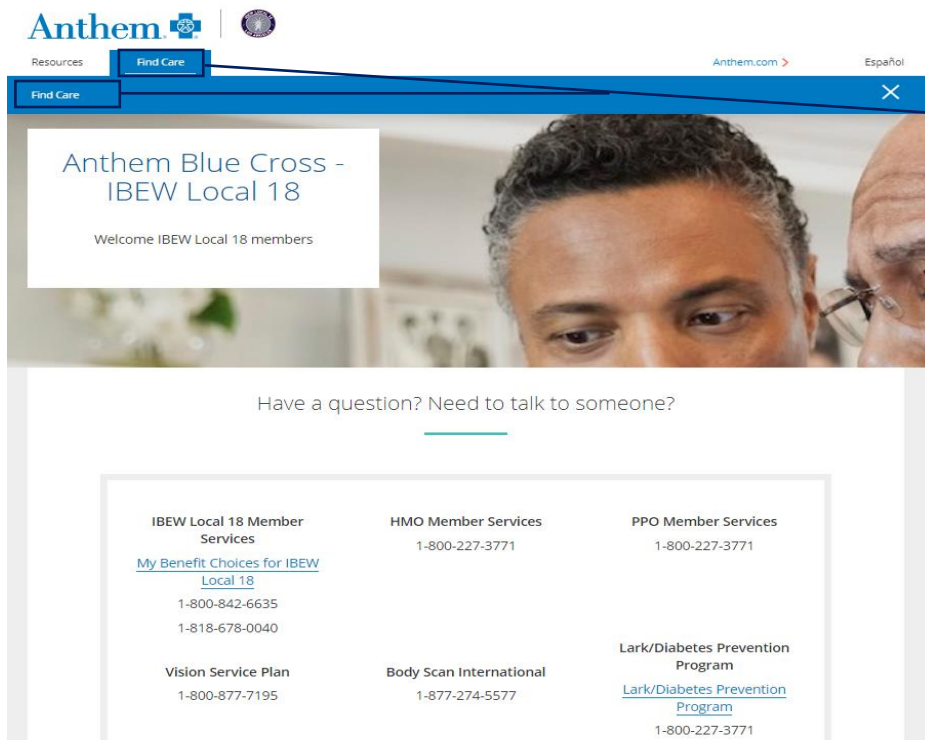 Anthem
Resources
Find Care
Anthem.com >
Español
Find Care
Anthem Blue Cross -
IBEW Local 18
Welcome IBEW Local 18 members
Have a question? Need to talk to someone?
IBEW Local 18 Member
Services
My Benefit Choices for IBEW
Local 18
1-800-842-6635
1-818-678-0040
HMO Member Services
1-800-227-3771
PPO Member Services
1-800-227-3771
Vision Service Plan
1-800-877-7195
Body Scan International
1-877-274-5577
Lark/Diabetes Prevention
Program
Lark/Diabetes Prevention
Program
1-800-227-3771